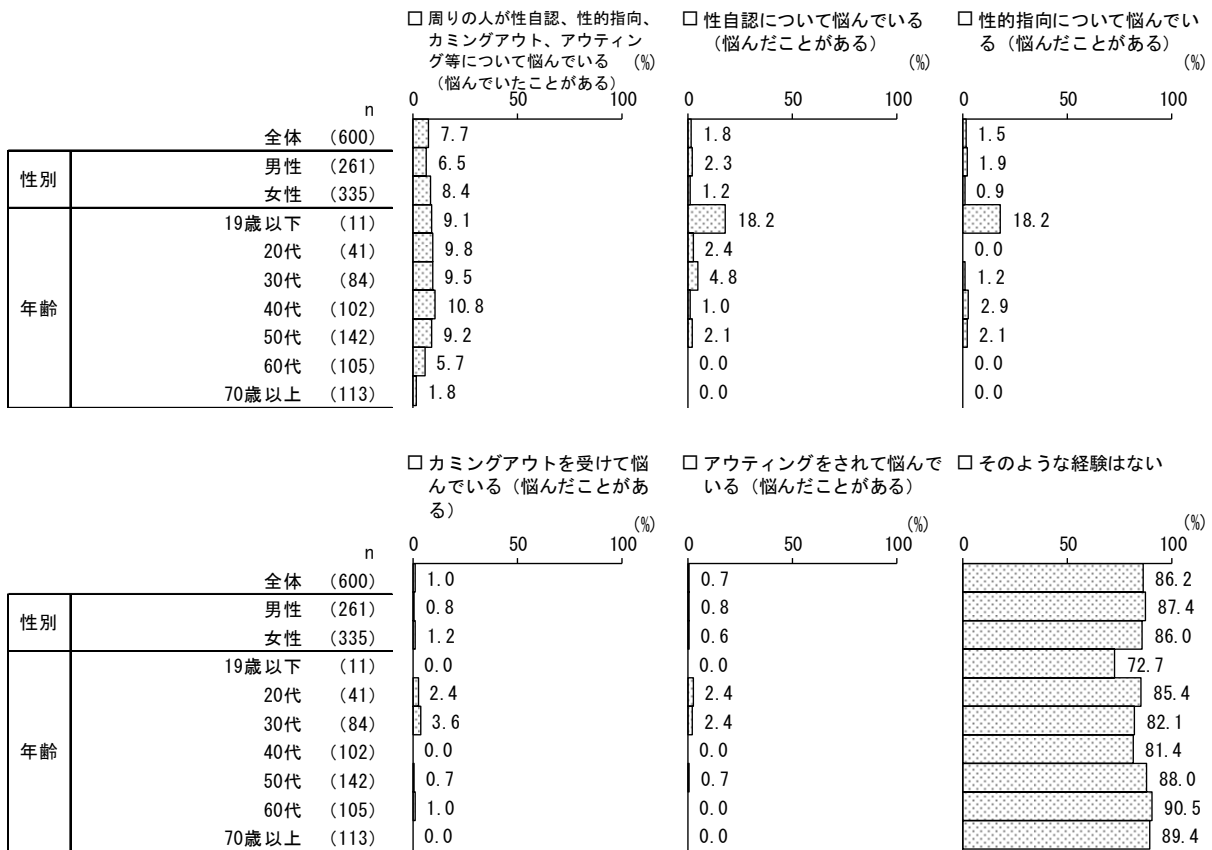 □ 周りの人が性自認、性的指向、
カミングアウト、アウティン
グ等について悩んでいる (%)
（悩んでいたことがある）
□ 性自認について悩んでいる
（悩んだことがある）
(%)
□ 性的指向について悩んでい
る（悩んだことがある）
(%)
n 0 50 100 0 50 100 0 50 100
全体 (600) 7.7 1.8 1.5
性別
男性 (261) 6.5 2.3 1.9
女性 (335) 8.4 1.2 0.9
年齢
19歳以下 (11) 9.1 18.2 18.2
20代 (41) 9.8 2.4 0.0
30代 (84) 9.5 4.8 1.2
40代 (102) 10.8 1.0 2.9
50代 (142) 9.2 2.1 2.1
60代 (105) 5.7 0.0 0.0
70歳以上 (113) 1.8 0.0 0.0
□ カミングアウトを受けて悩
んでいる（悩んだことがあ
る）
(%)
□ アウティングをされて悩んで
いる（悩んだことがある）
□ そのような経験はない
(%)
n 0 50 100 0 50 100 0 50 100
全体 (600) 1.0 0.7 86.2
性別
男性 (261) 0.8 0.8 87.4
女性 (335) 1.2 0.6 86.0
年齢
19歳以下 (11) 0.0 0.0 72.7
20代 (41) 2.4 2.4 85.4
30代 (84) 3.6 2.4 82.1
40代 (102) 0.0 0.0 81.4
50代 (142) 0.7 0.7 88.0
60代 (105) 1.0 0.0 90.5
70歳以上 (113) 0.0 0.0 89.4